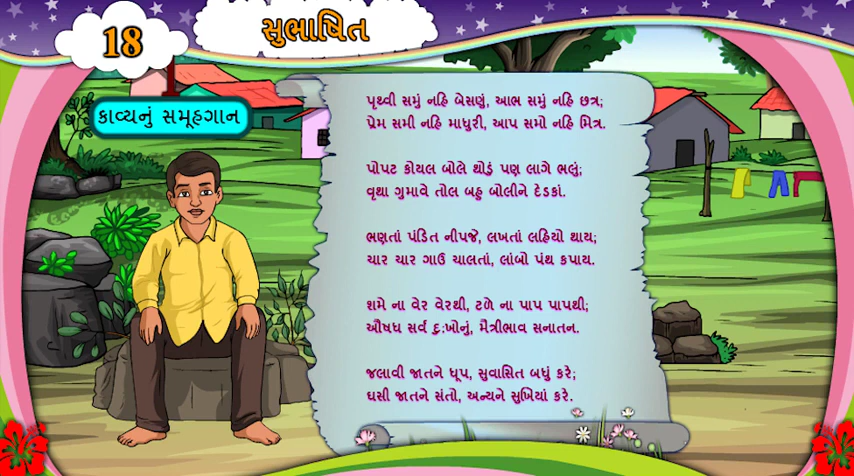 18
સુભાષિત
કાવ્યનું સમૂહગાન
પૃથ્વી સમું નહિ બેસણું, આભ સમું નહિ છત્ર;
પ્રેમ સમી નહિ માધુરી, આપ સમો નહિ મિત્ર.
પોપટ કોયલ બોલે થોડું પણ લાગે ભલું;
વૃથા ગુમાવે તોલ બહુ બોલીને દેડકાં.
ભણતાં પંડિત નીપજે, લખતાં લહિયો થાય;
ચાર ચાર ગાઉ ચાલતાં, લાંબો પંથ કપાય.
શમે ના વેર વેરથી, ટળે ના પાપ પાપથી;
ઔષધ સર્વ દુઃખોનું, મૈત્રીભાવ સનાતન.
જલાવી જાતને ધૂપ, સુવાસિત બધું કરે;
ઘસી જાતને સંતો, અન્યને સુખિયાં કરે.